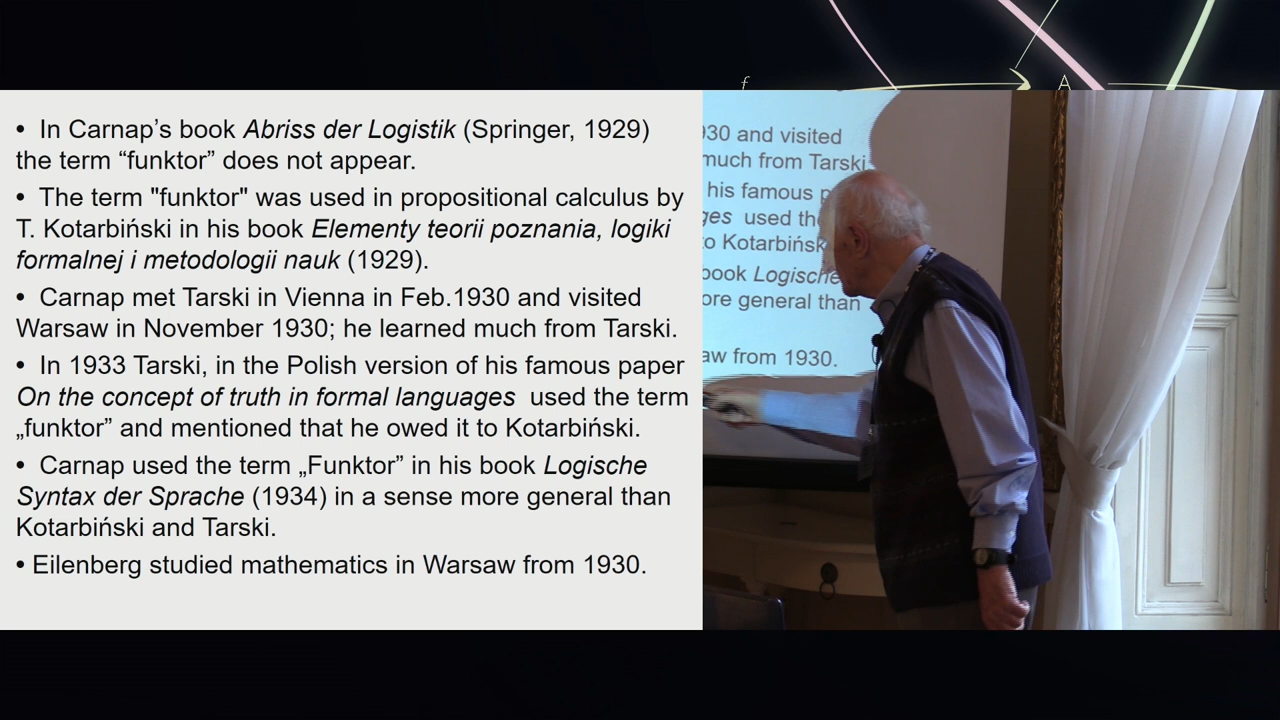 f
A
• In Carnap’s book Abriss der Logistik (Springer, 1929)
the term “funktor” does not appear.
• The term "funktor" was used in propositional calculus by
T. Kotarbiński in his book Elementy teorii poznania, logiki
formalnej i metodologii nauk (1929).
• Carnap met Tarski in Vienna in Feb.1930 and visited
Warsaw in November 1930; he learned much from Tarski.
• In 1933 Tarski, in the Polish version of his famous paper
On the concept of truth in formal languages used the term
„funktor” and mentioned that he owed it to Kotarbiński.
• Carnap used the term „Funktor” in his book Logische
Syntax der Sprache (1934) in a sense more general than
Kotarbiński and Tarski.
• Eilenberg studied mathematics in Warsaw from 1930.
930 and visited
much from Tarski
his famous
used
to Kotarbińsk
book Logische
ore general than
aw from 1930.